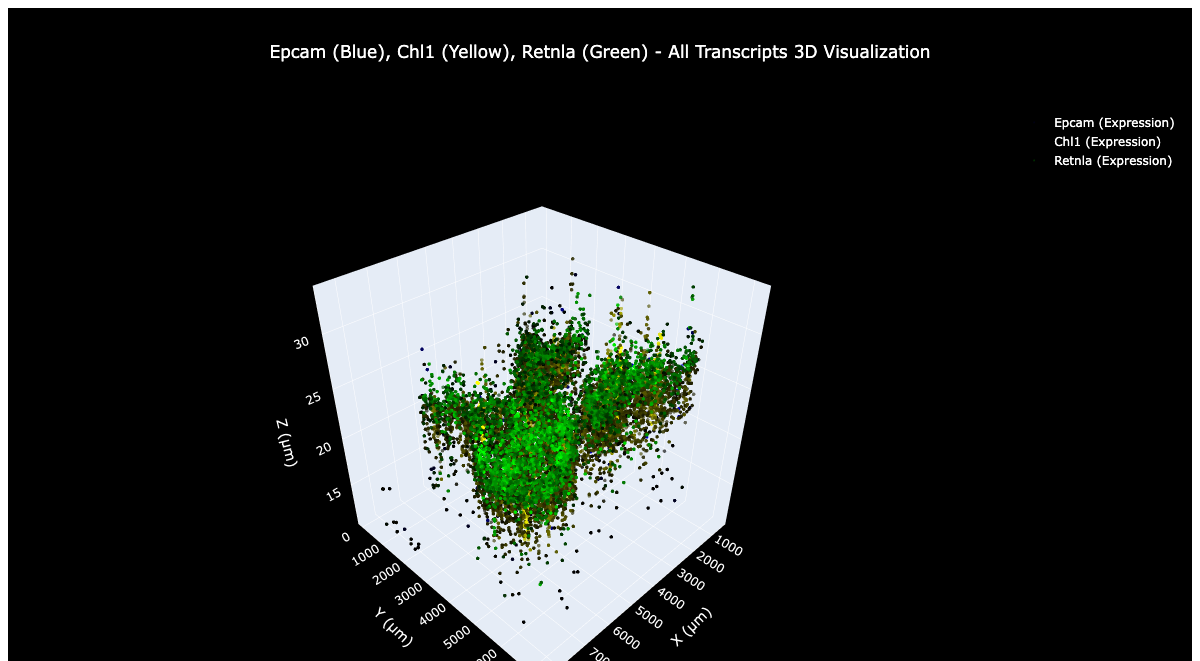 Epcam (Blue), Chl1 (Yellow), Retnla (Green) - All Transcripts 3D Visualization
Epcam (Expression)
Chl1 (Expression)
Retnla (Expression)
30
25
20
15
Z (μm)
0
1000
2000
3000
4000
5000
Y (μm)
1000
2000
3000
4000
5000
6000
X (μm)